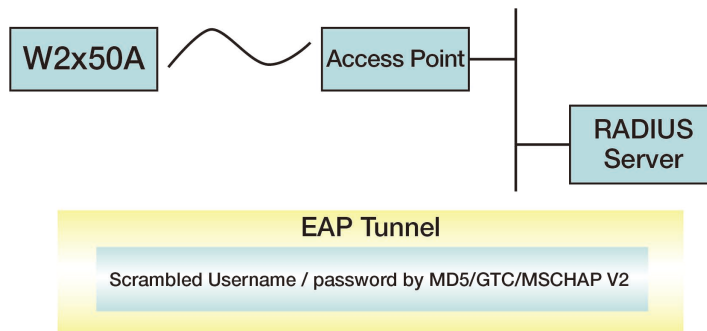 W2x50A
Access Point
RADIUS
Server
EAP Tunnel
Scrambled Username / password by MD5/GTC/MSCHAP V2